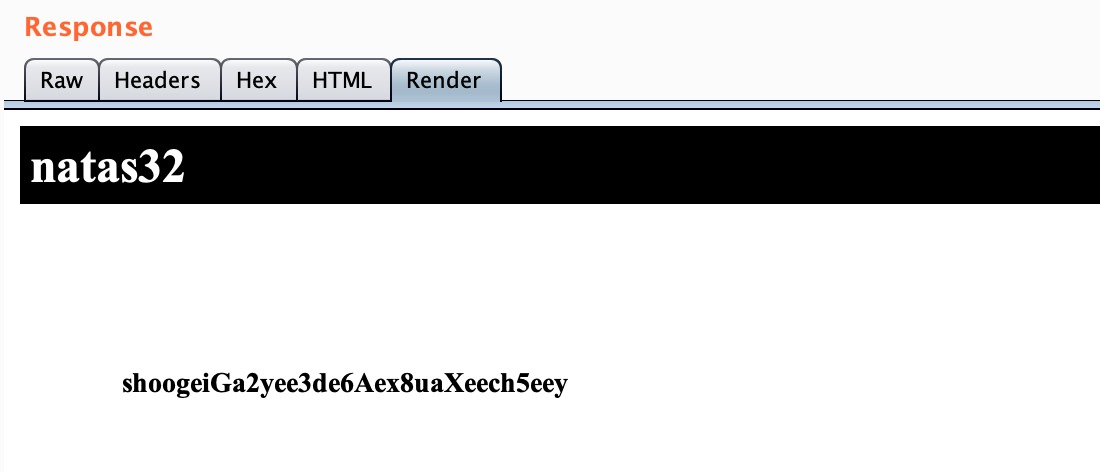 Response
Raw Headers Hex HTML Render
natas32
shoogeiGa2yee3de6Aex8uaXeech5eey